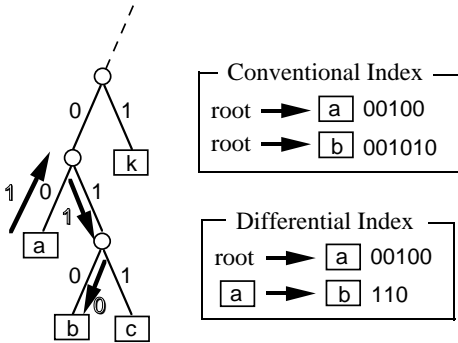 0 1
k
1 0 1
1
a
0 1
0
b c
Conventional Index
root a 00100
root b 001010
Differential Index
root a 00100
a b 110